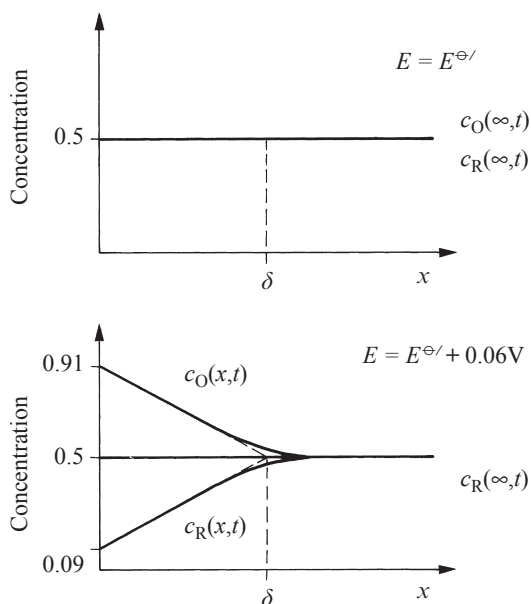 Concentration
E = E⊖′
c_O(∞,t)
0.5
c_R(∞,t)
δ
x
Concentration
0.91
E = E⊖′ + 0.06V
c_O(x,t)
0.5
c_R(∞,t)
c_R(x,t)
0.09
δ
x